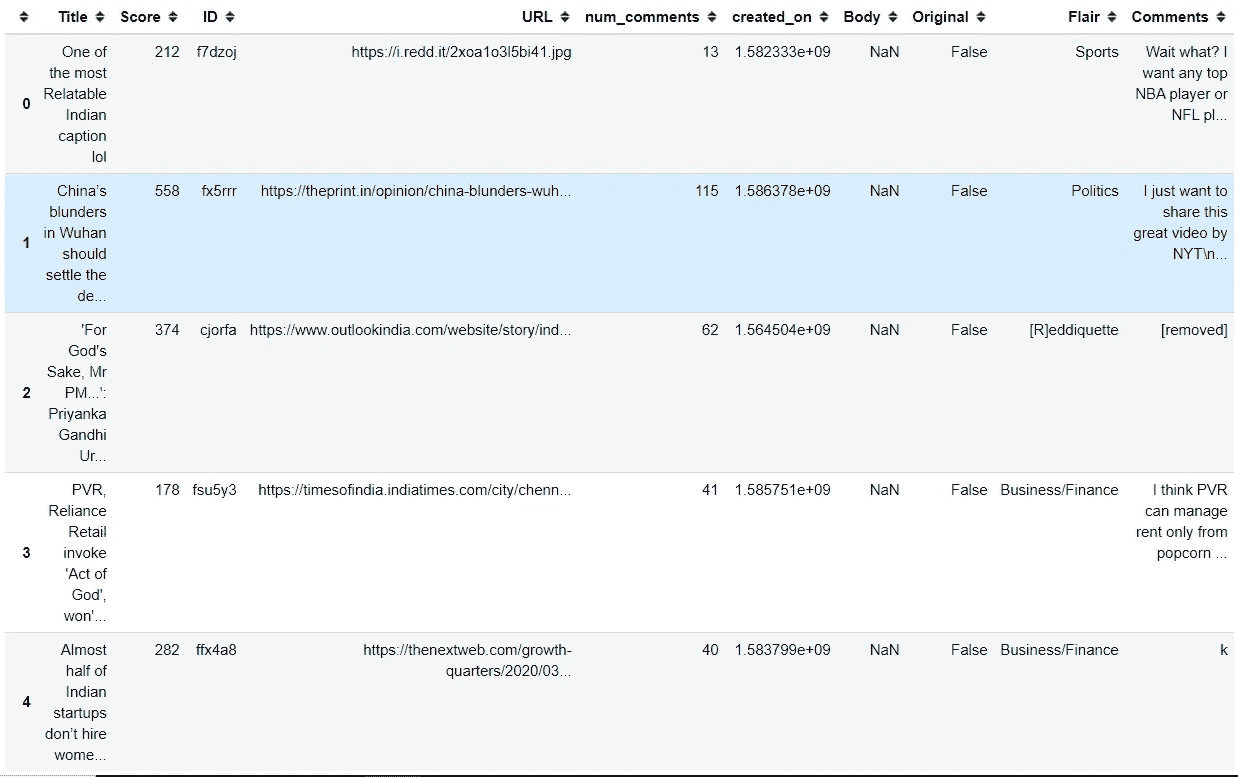 Title Score ID URL num_comments created_on Body Original Flair Comments
0 One of the most Relatable Indian caption lol 212 f7dzoj https://i.redd.it/2xoa1o3l5bi41.jpg 13 1.582333e+09 NaN False Sports Wait what? I want any top NBA player or NFL pl...
1 China's blunders in Wuhan should settle the de... 558 fx5rrr https://theprint.in/opinion/china-blunders-wuh... 115 1.586378e+09 NaN False Politics I just want to share this great video by NYT\n...
2 'For God's Sake, Mr PM...': Priyanka Gandhi Ur... 374 cjorfa https://www.outlookindia.com/website/story/ind... 62 1.564504e+09 NaN False [R]eddiquette [removed]
3 PVR, Reliance Retail invoke 'Act of God', won'... 178 fsu5y3 https://timesofindia.indiatimes.com/city/chenn... 41 1.585751e+09 NaN False Business/Finance I think PVR can manage rent only from popcorn ...
4 Almost half of Indian startups don't hire wome... 282 ffx4a8 https://thenextweb.com/growth-quarters/2020/03... 40 1.583799e+09 NaN False Business/Finance k